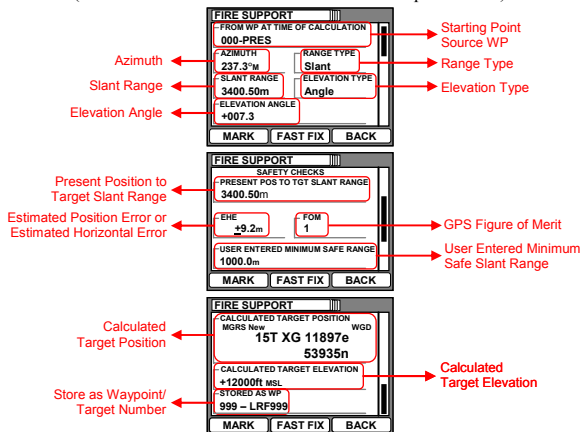 FIRE SUPPORT
FROM WP AT TIME OF CALCULATION
000-PRES
Starting Point
Source WP
AZIMUTH
237.3°M
RANGE TYPE
Slant
Azimuth
Range Type
SLANT RANGE
3400.50m
ELEVATION TYPE
Angle
Slant Range
Elevation Type
ELEVATION ANGLE
+007.3
Elevation Angle
MARK FAST FIX BACK
FIRE SUPPORT
SAFETY CHECKS
PRESENT POS TO TGT SLANT RANGE
3400.50m
Present Position to
Target Slant Range
EHE
+9.2m
FOM
1
Estimated Position Error or
Estimated Horizontal Error
GPS Figure of Merit
USER ENTERED MINIMUM SAFE RANGE
1000.0m
User Entered Minimum
Safe Slant Range
MARK FAST FIX BACK
FIRE SUPPORT
CALCULATED TARGET POSITION
MGRS New WGD
15T XG 11897e
53935n
Calculated
Target Position
CALCULATED TARGET ELEVATION
+12000ft MSL
Calculated
Target Elevation
STORED AS WP
999 – LRF999
Store as Waypoint/
Target Number
MARK FAST FIX BACK